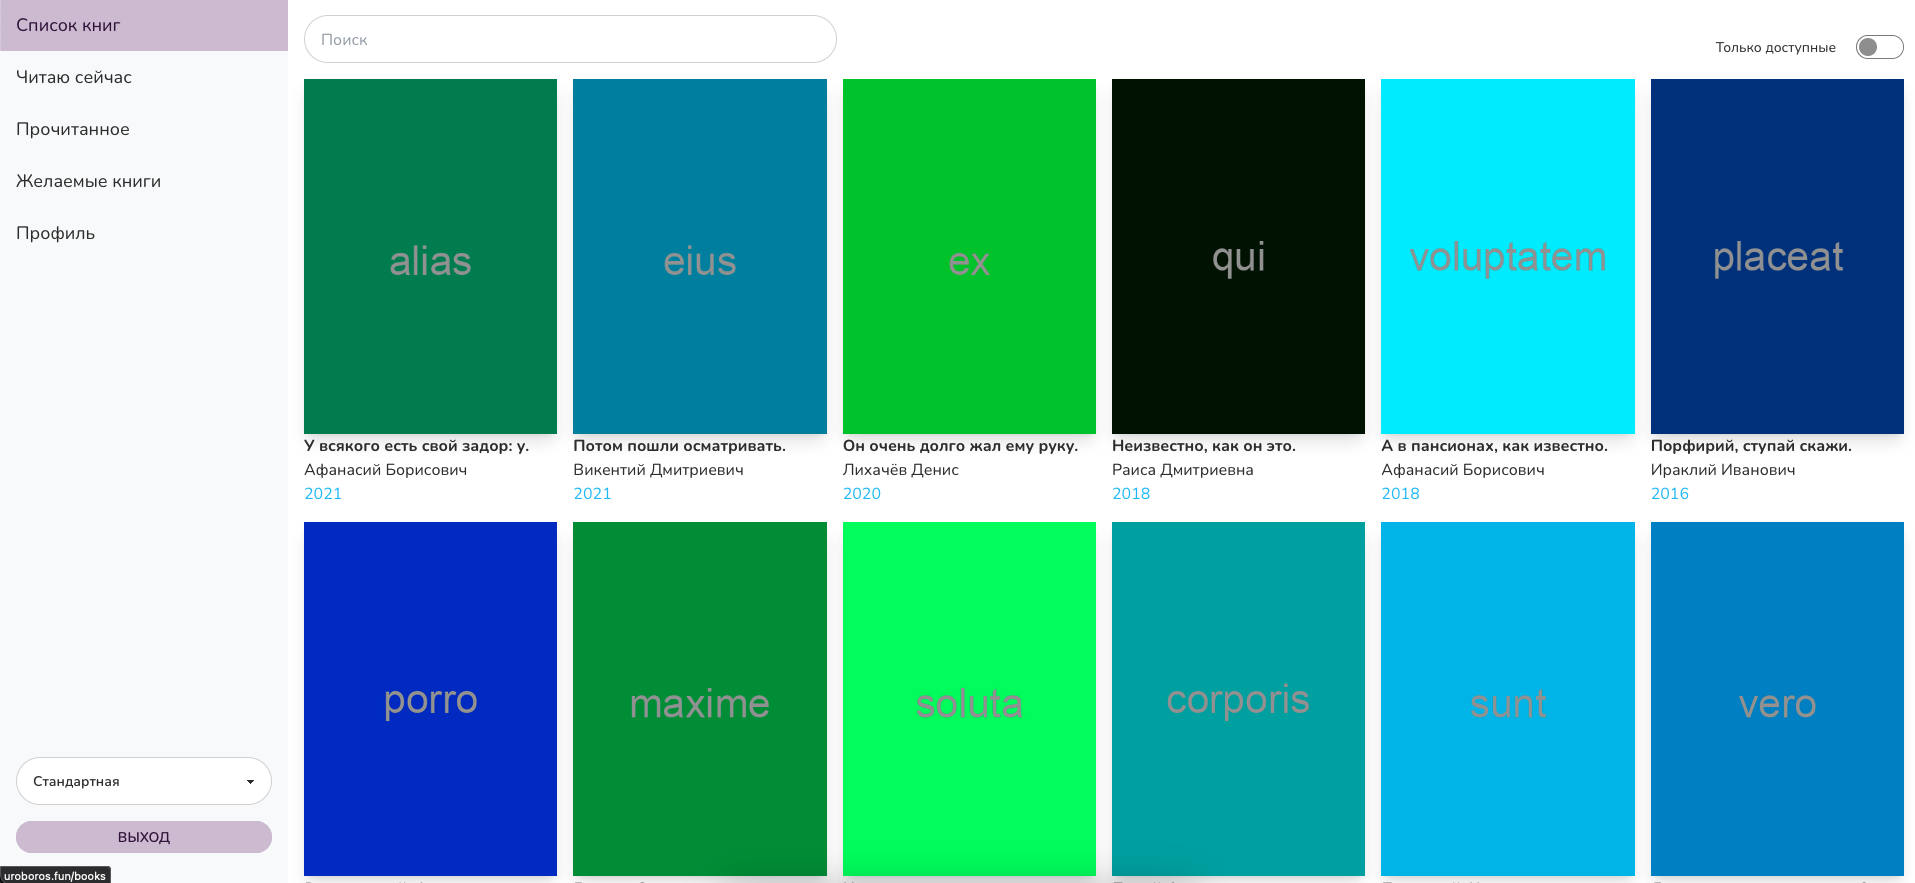 Список книг
Читаю сейчас
Прочитанное
Желаемые книги
Профиль
Стандартная
ВЫХОД
uroboros.fun/books
Поиск
Только доступные
alias
eius
ex
qui
voluptatem
placeat
У всякого есть свой задор: у.
Афанасий Борисович
2021
Потом пошли осматривать.
Викентий Дмитриевич
2021
Он очень долго жал ему руку.
Лихачёв Денис
2020
Неизвестно, как он это.
Раиса Дмитриевна
2018
А в пансионах, как известно.
Афанасий Борисович
2018
Порфирий, ступай скажи.
Ираклий Иванович
2016
porro
maxime
soluta
corporis
sunt
vero